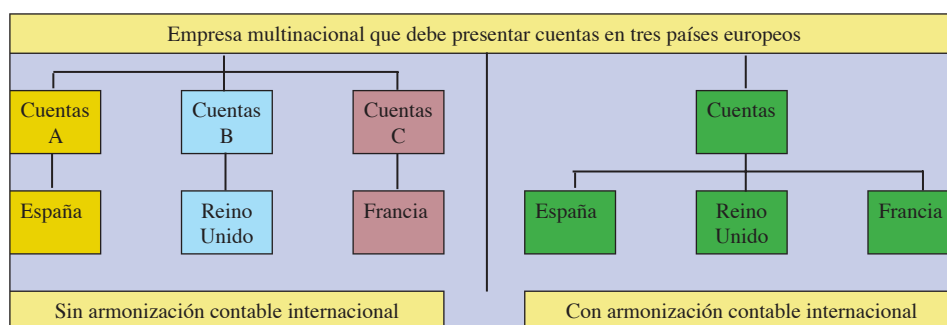 Empresa multinacional que debe presentar cuentas en tres países europeos
Cuentas
A
Cuentas
B
Cuentas
C
Cuentas
España
Reino
Unido
Francia
España
Reino
Unido
Francia
Sin armonización contable internacional
Con armonización contable internacional